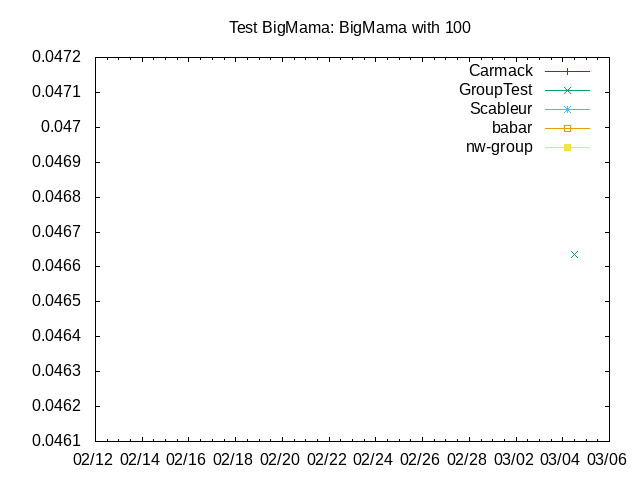 Test BigMama: BigMama with 100
0.0472
0.0471
0.047
0.0469
0.0468
0.0467
0.0466
0.0465
0.0464
0.0463
0.0462
0.0461
Carmack
GroupTest
Scableur
babar
nw-group
02/12 02/14 02/16 02/18 02/20 02/22 02/24 02/26 02/28 03/02 03/04 03/06